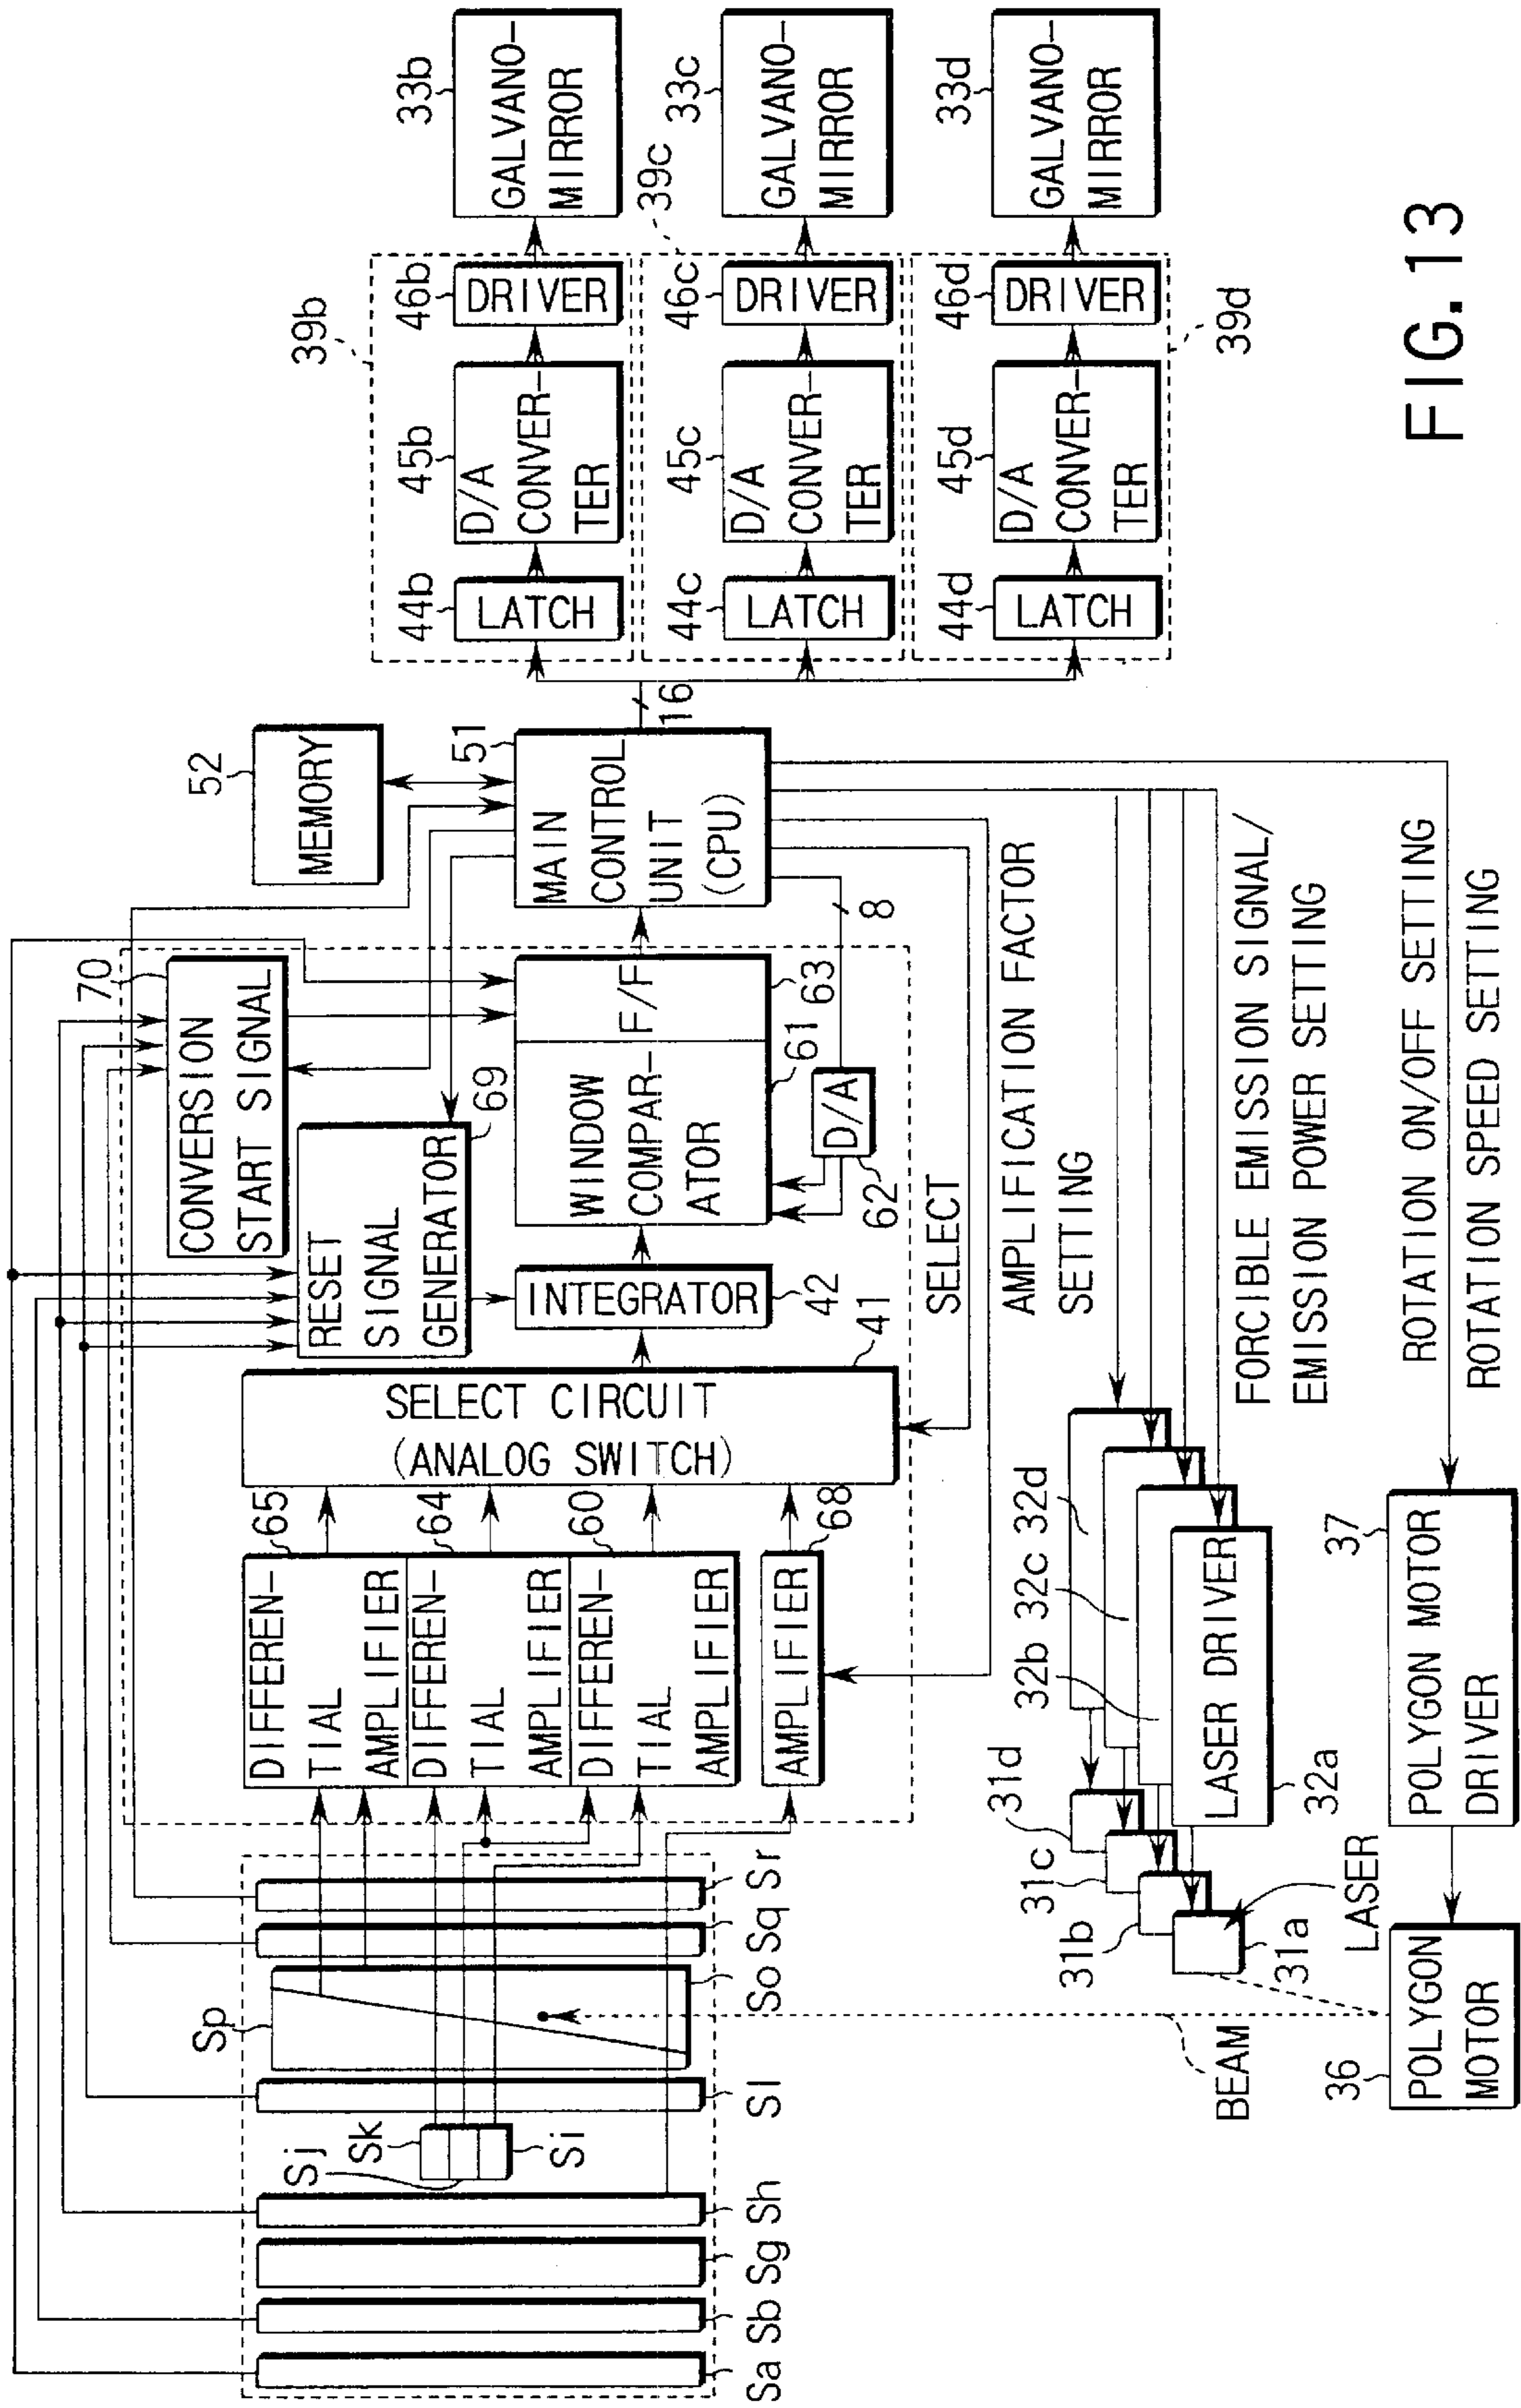 52
MEMORY
51
MAIN
CONTROL
UNIT
(CPU)
16
8
39b
44b
LATCH
45b
D/A
CONVER-
TER
46b
DRIVER
33b
GALVANO-
MIRROR
39c
44c
LATCH
45c
D/A
CONVER-
TER
46c
DRIVER
33c
GALVANO-
MIRROR
39d
44d
LATCH
45d
D/A
CONVER-
TER
46d
DRIVER
33d
GALVANO-
MIRROR
70
CONVERSION
START SIGNAL
69
RESET
SIGNAL
GENERATOR
F/F
63
WINDOW
COMPAR-
ATOR
61
D/A
62
INTEGRATOR
42
SELECT CIRCUIT
(ANALOG SWITCH)
41
DIFFEREN-
TIAL
AMPLIFIER
65
DIFFEREN-
TIAL
AMPLIFIER
64
DIFFEREN-
TIAL
AMPLIFIER
60
AMPLIFIER
68
SELECT
AMPLIFICATION FACTOR
SETTING
FORCIBLE EMISSION SIGNAL/
EMISSION POWER SETTING
ROTATION ON/OFF SETTING
ROTATION SPEED SETTING
Sa
Sb
Sg
Sh
Sj
Sk
Si
Sl
Sp
So
Sq
Sr
31d
31c
31b
31a
LASER
32d
32c
32b
LASER DRIVER
32a
BEAM
36
POLYGON
MOTOR
37
POLYGON MOTOR
DRIVER
FIG. 13